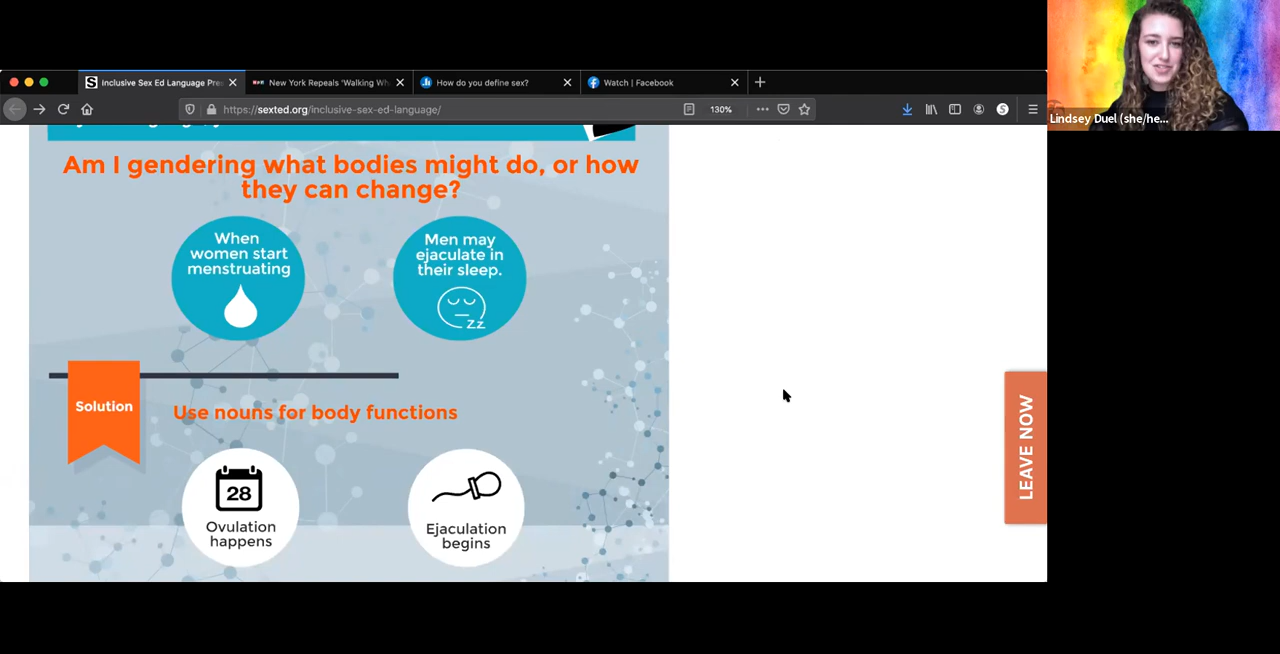 Inclusive Sex Ed Language Pre
New York Repeals 'Walking Wh
How do you define sex?
Watch | Facebook
https://sexted.org/inclusive-sex-ed-language/
130%
Lindsey Duel (she/he...
Am I gendering what bodies might do, or how
they can change?
When
women start
menstruating
Men may
ejaculate in
their sleep.
zz
Solution
Use nouns for body functions
28
Ovulation
happens
Ejaculation
begins
LEAVE NOW